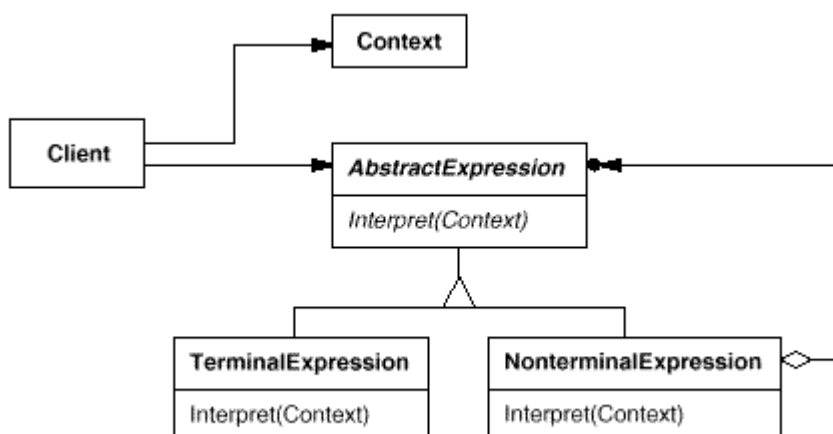 Context
Client
AbstractExpression
Interpret(Context)
TerminalExpression
NonterminalExpression
Interpret(Context)
Interpret(Context)